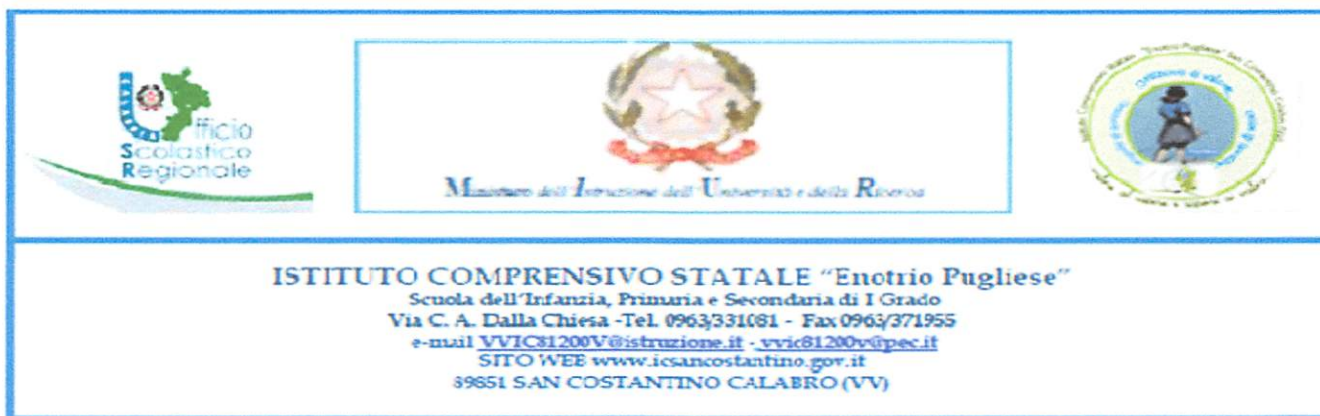 Ufficio
Scolastico
Regionale
Ministero dell'Istruzione dell'Università e della Ricerca
ISTITUTO COMPRENSIVO STATALE “Enotrio Pugliese”
Scuola dell'Infanzia, Primaria e Secondaria di I Grado
Via C. A. Dalla Chiesa -Tel. 0963/331081 - Fax 0963/371955
e-mail VVIC81200V@istruzione.it - vvic81200v@pec.it
SITO WEB www.icsancostantino.gov.it
89851 SAN COSTANTINO CALABRO (VV)